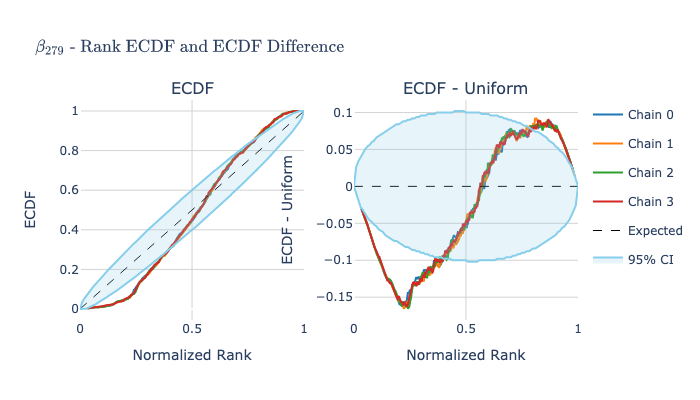 β279 - Rank ECDF and ECDF Difference
ECDF
ECDF - Uniform
ECDF
1
0.8
0.6
0.4
0.2
0
0
0.5
1
Normalized Rank
ECDF - Uniform
0.1
0.05
0
−0.05
−0.1
−0.15
0
0.5
1
Normalized Rank
Chain 0
Chain 1
Chain 2
Chain 3
Expected
95% CI